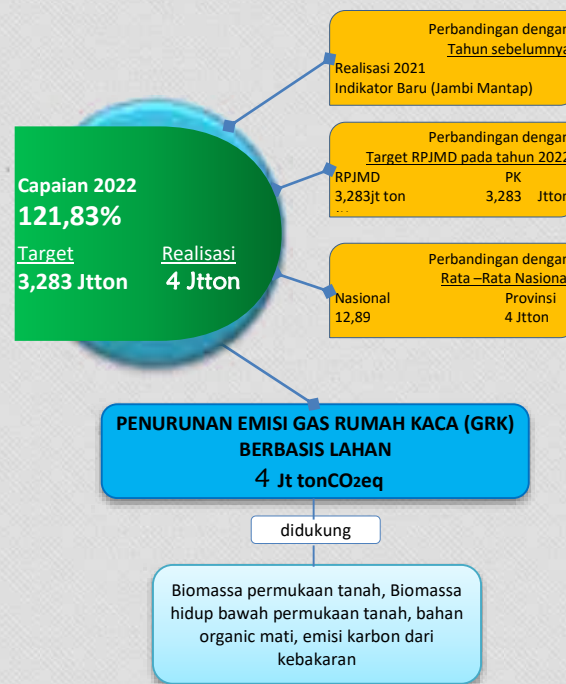 Perbandingan dengan
Tahun sebelumnya
Realisasi 2021
Indikator Baru (Jambi Mantap)
Perbandingan dengan
Target RPJMD pada tahun 2022
RPJMD PK
3,283jt ton 3,283 Jtton
Capaian 2022
121,83%
Target Realisasi
3,283 Jtton 4 Jtton
Perbandingan dengan
Rata –Rata Nasional
Nasional Provinsi
12,89 4 Jtton
PENURUNAN EMISI GAS RUMAH KACA (GRK)
BERBASIS LAHAN
4 Jt tonCO2eq
didukung
Biomassa permukaan tanah, Biomassa
hidup bawah permukaan tanah, bahan
organic mati, emisi karbon dari
kebakaran